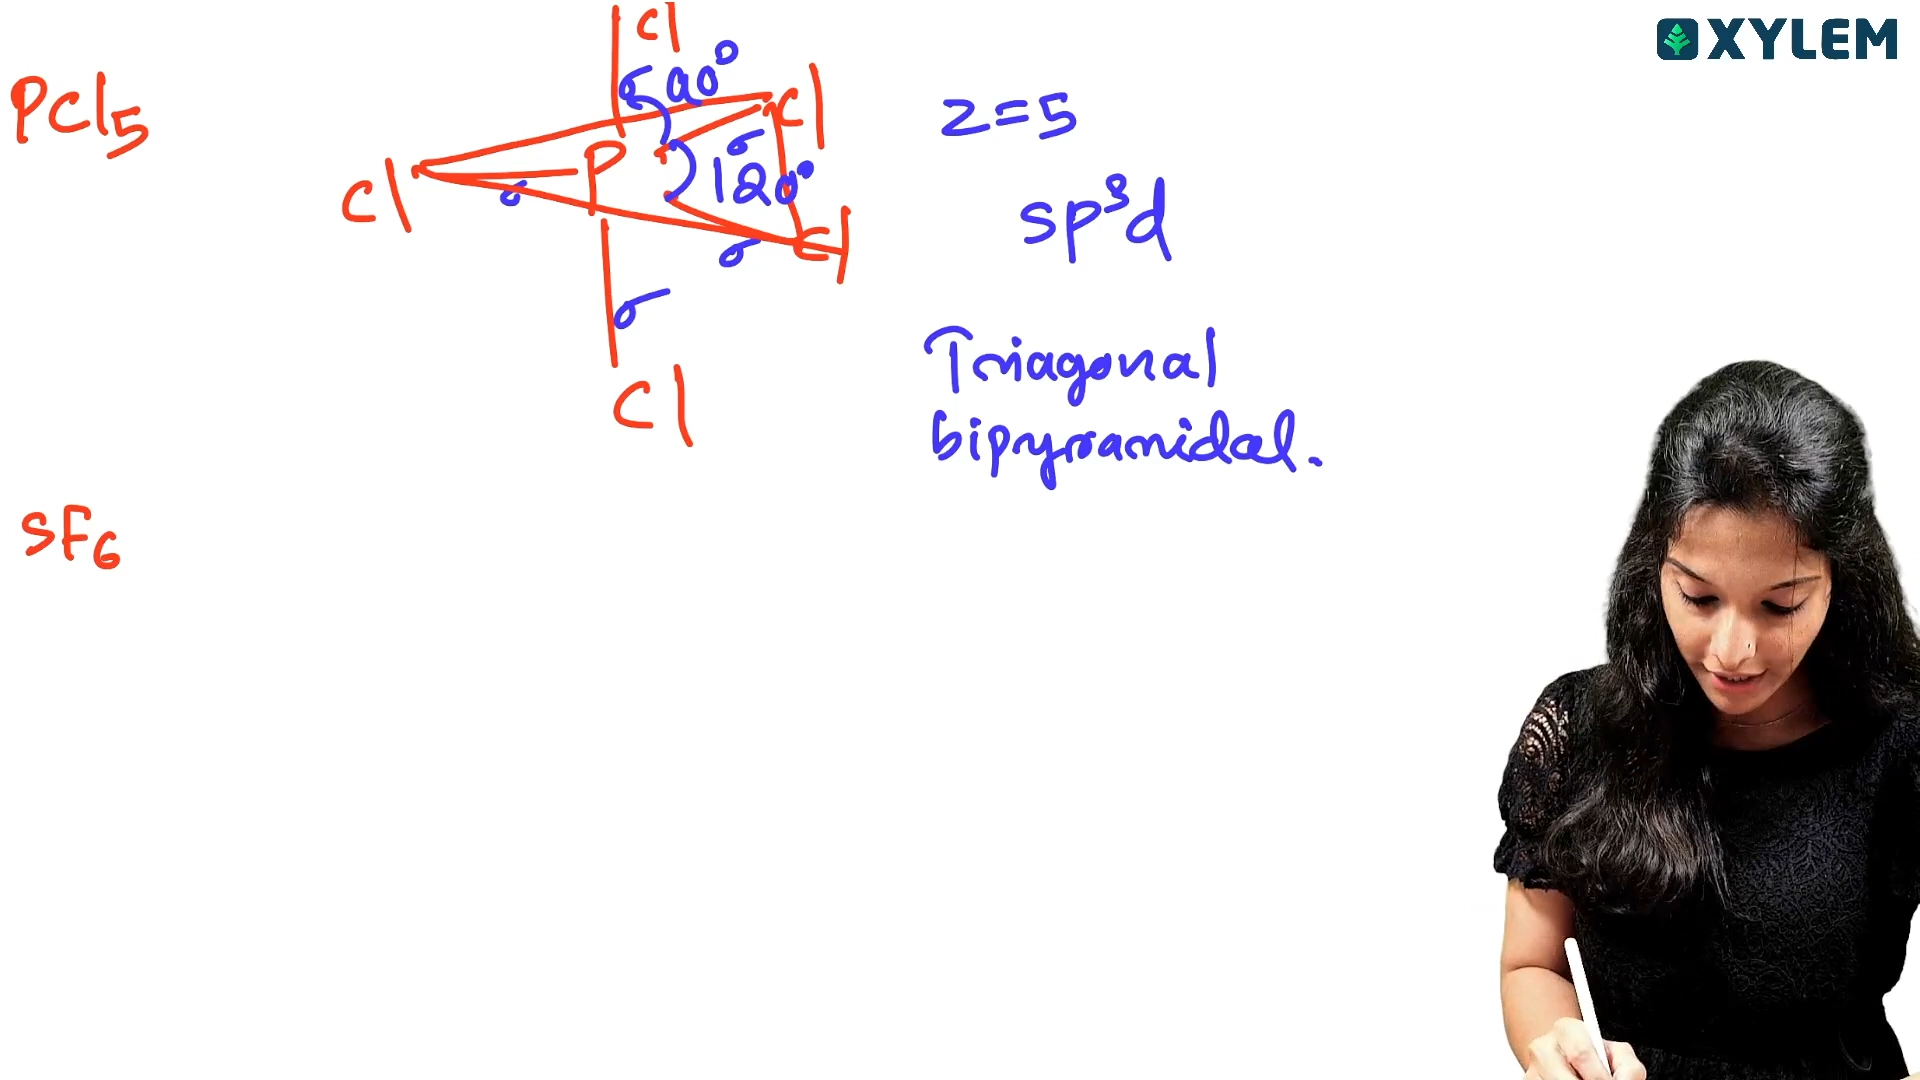 XYLEM
PCl5
Cl
σ 90°
Cl
z=5
P
σ
120°
Cl
σ
sp³d
Cl
σ
σ
Triagonal
Cl
bipyramidal.
SF6